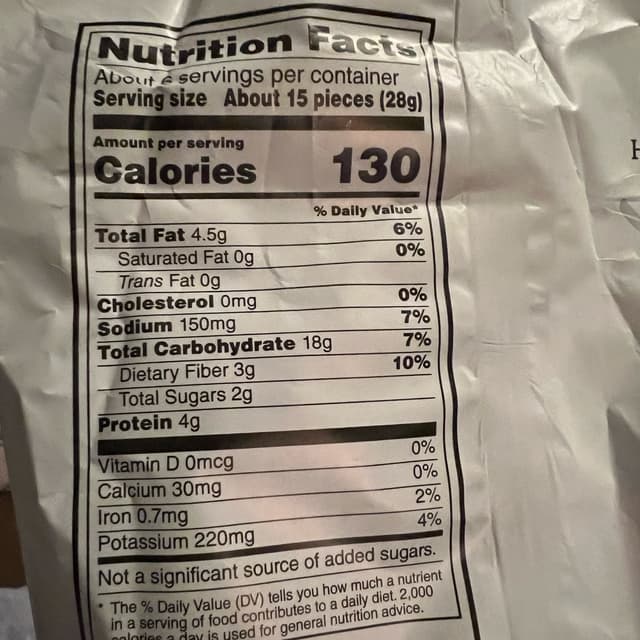 Nutrition Facts
About servings per container
Serving size About 15 pieces (28g)
Amount per serving
Calories 130
% Daily Value*
Total Fat 4.5g 6%
Saturated Fat 0g 0%
Trans Fat 0g
Cholesterol 0mg 0%
Sodium 150mg 7%
Total Carbohydrate 18g 7%
Dietary Fiber 3g 10%
Total Sugars 2g
Protein 4g
Vitamin D 0mcg 0%
Calcium 30mg 0%
Iron 0.7mg 2%
Potassium 220mg 4%
Not a significant source of added sugars.
* The % Daily Value (DV) tells you how much a nutrient
in a serving of food contributes to a daily diet. 2,000
calories a day is used for general nutrition advice.